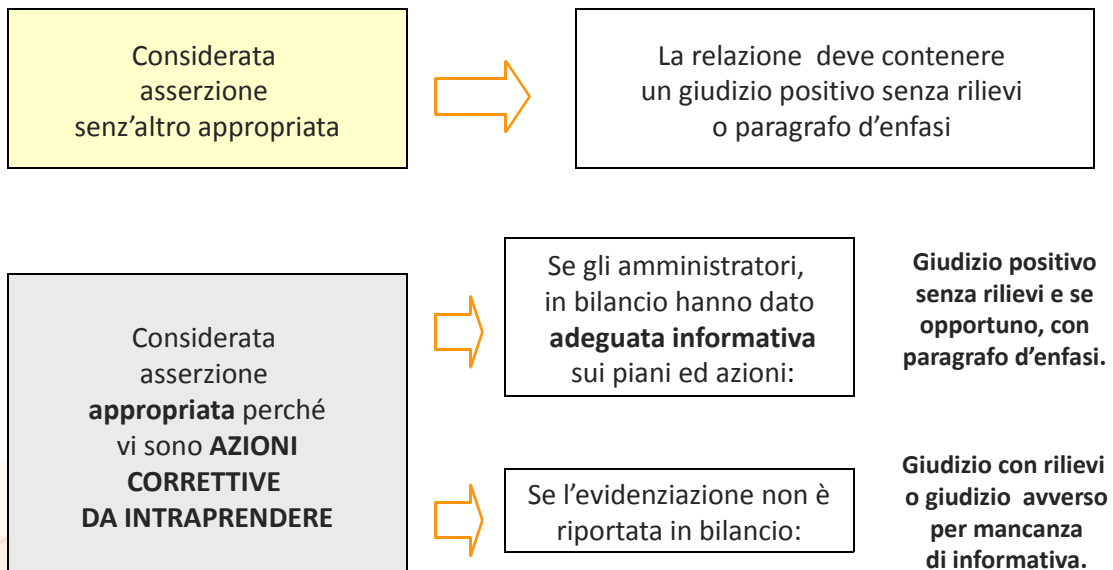 Considerata
asserzione
senz’altro appropriata
La relazione deve contenere
un giudizio positivo senza rilievi
o paragrafo d’enfasi
Considerata
asserzione
appropriata perché
vi sono AZIONI
CORRETTIVE
DA INTRAPRENDERE
Se gli amministratori,
in bilancio hanno dato
adeguata informativa
sui piani ed azioni:
Giudizio positivo
senza rilievi e se
opportuno, con
paragrafo d’enfasi.
Se l’evidenziazione non è
riportata in bilancio:
Giudizio con rilievi
o giudizio avverso
per mancanza
di informativa.